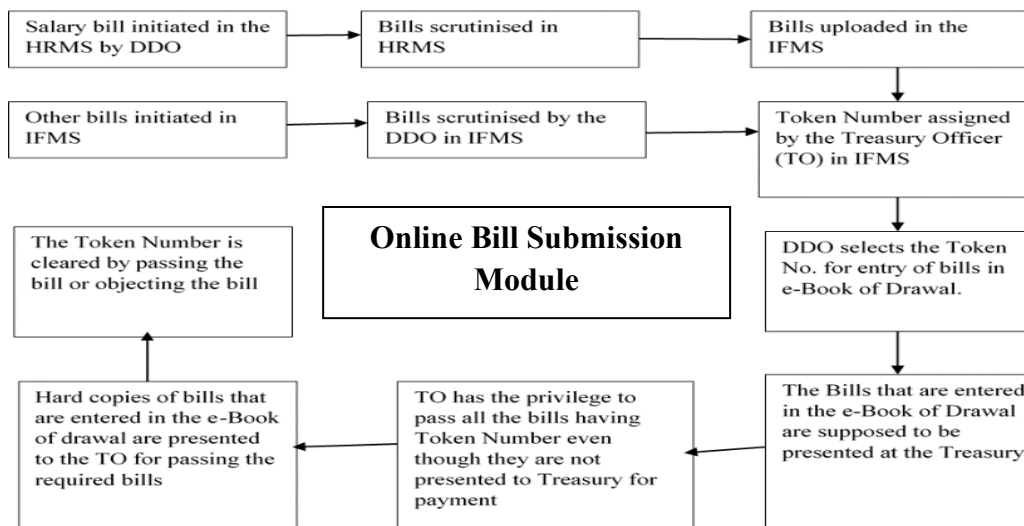 Salary bill initiated in the
HRMS by DDO
Bills scrutinised in
HRMS
Bills uploaded in the
IFMS
Other bills initiated in
IFMS
Bills scrutinised by the
DDO in IFMS
Token Number assigned
by the Treasury Officer
(TO) in IFMS
Online Bill Submission
Module
DDO selects the Token
No. for entry of bills in
e-Book of Drawal.
The Bills that are entered
in the e-Book of Drawal
are supposed to be
presented at the Treasury
TO has the privilege to
pass all the bills having
Token Number even
though they are not
presented to Treasury for
payment
Hard copies of bills that
are entered in the e-Book
of drawal are presented
to the TO for passing the
required bills
The Token Number is
cleared by passing the
bill or objecting the bill